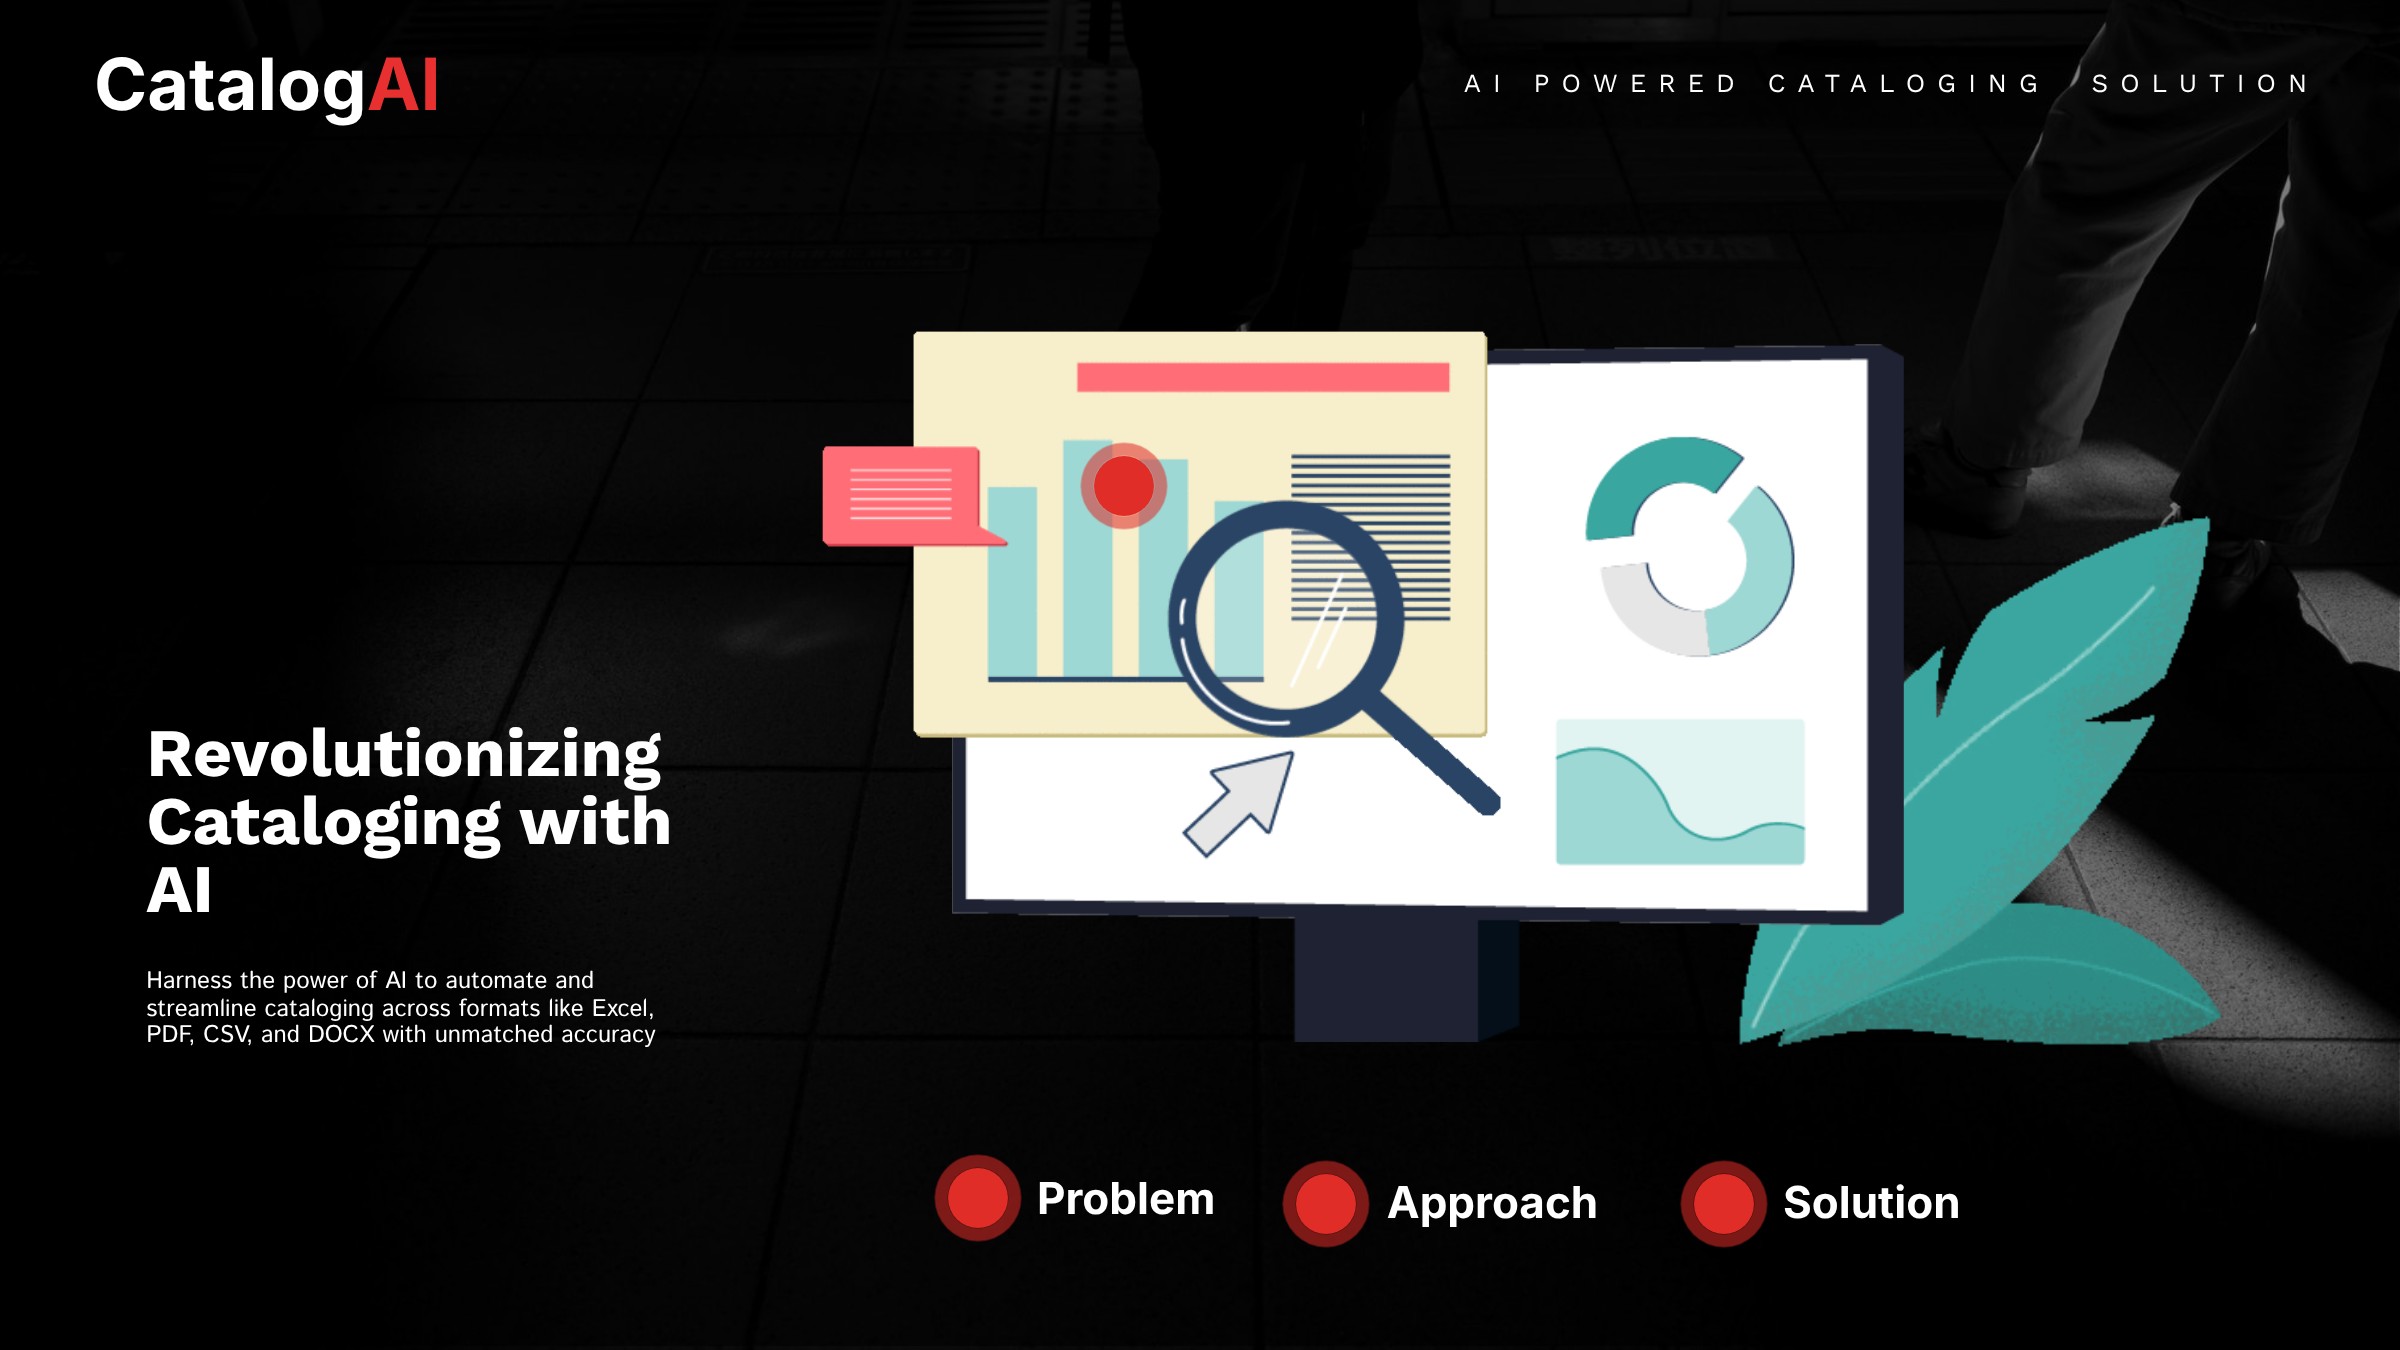 CatalogAI
AI POWERED CATALOGING SOLUTION
Revolutionizing
Cataloging with
AI
Harness the power of AI to automate and
streamline cataloging across formats like Excel,
PDF, CSV, and DOCX with unmatched accuracy
Problem
Approach
Solution